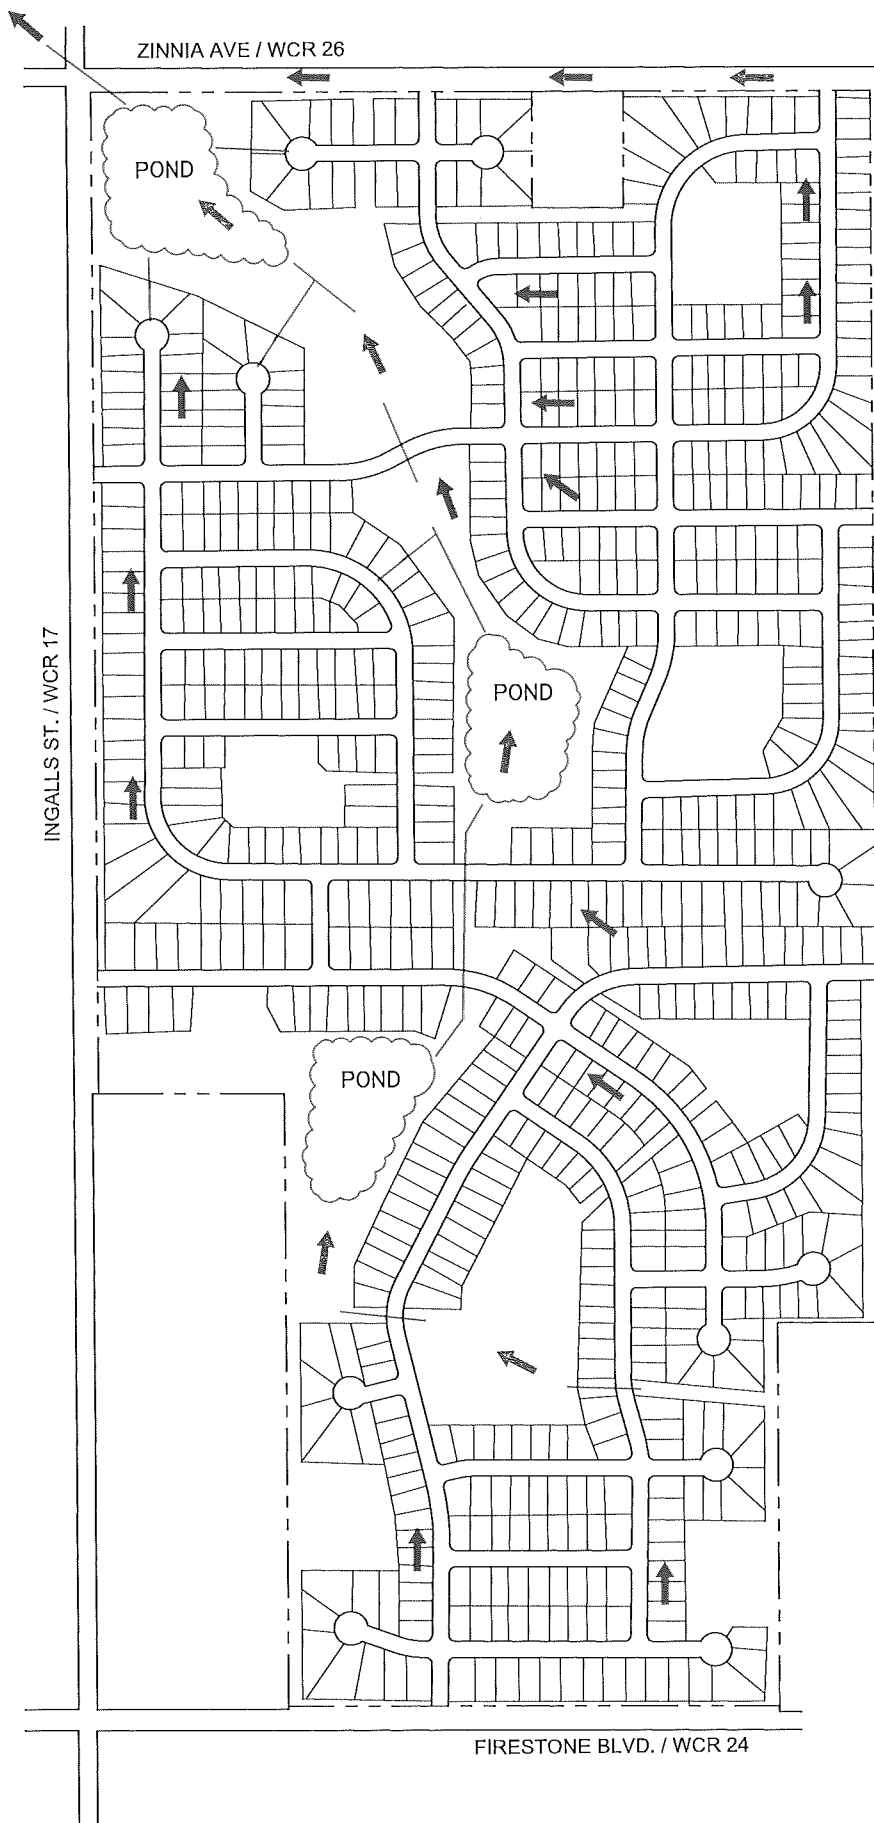 ZINNIA AVE / WCR 26
POND
INGALLS ST. / WCR 17
POND
POND
FIRESTONE BLVD. / WCR 24